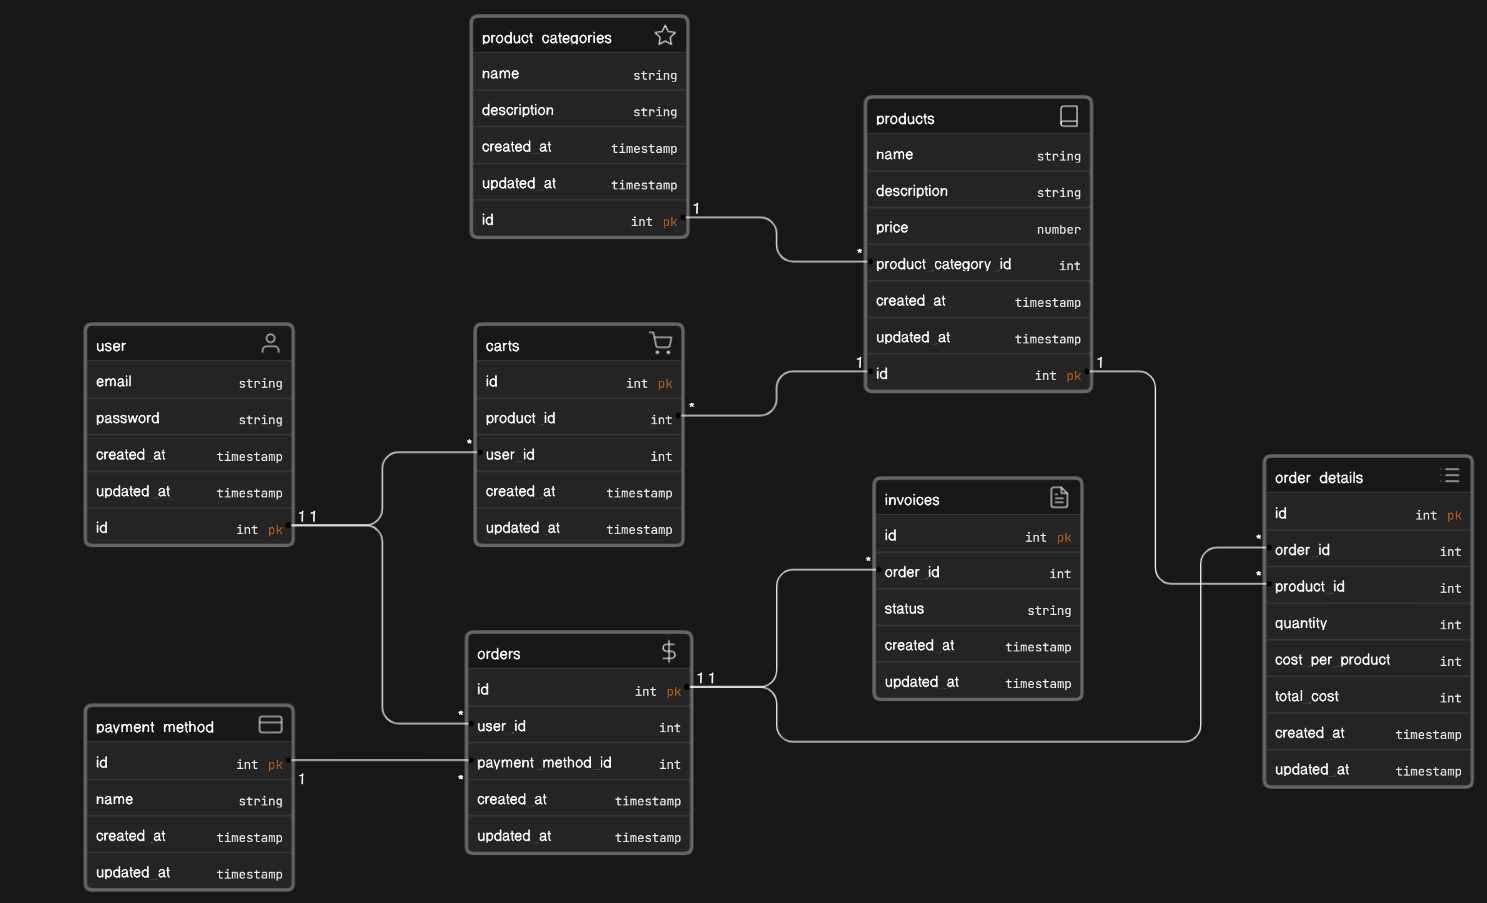 product_categories
name string
description string
created_at timestamp
updated_at timestamp
id int pk
1
*
products
name string
description string
price number
product_category_id int
created_at timestamp
updated_at timestamp
id int pk
1
1
user
email string
password string
created_at timestamp
updated_at timestamp
id int pk
1 1
carts
id int pk
product_id int
user_id int
created_at timestamp
updated_at timestamp
*
*
invoices
id int pk
order_id int
status string
created_at timestamp
updated_at timestamp
*
order_details
id int pk
order_id int
product_id int
quantity int
cost_per_product int
total_cost int
created_at timestamp
updated_at timestamp
*
*
orders
id int pk
user_id int
payment_method_id int
created_at timestamp
updated_at timestamp
1 1
*
*
payment_method
id int pk
name string
created_at timestamp
updated_at timestamp
1